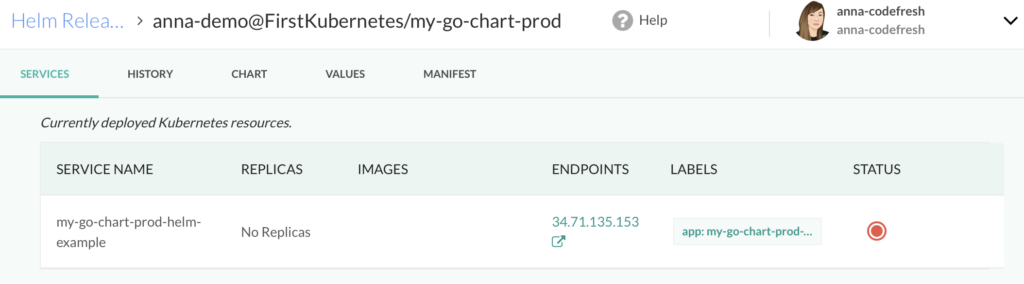 Helm Relea... > anna-demo@FirstKubernetes/my-go-chart-prod ? Help anna-codefresh
anna-codefresh
SERVICES HISTORY CHART VALUES MANIFEST
Currently deployed Kubernetes resources.
SERVICE NAME REPLICAS IMAGES ENDPOINTS LABELS STATUS
my-go-chart-prod-helm-
example
No Replicas
34.71.135.153
app: my-go-chart-prod-...